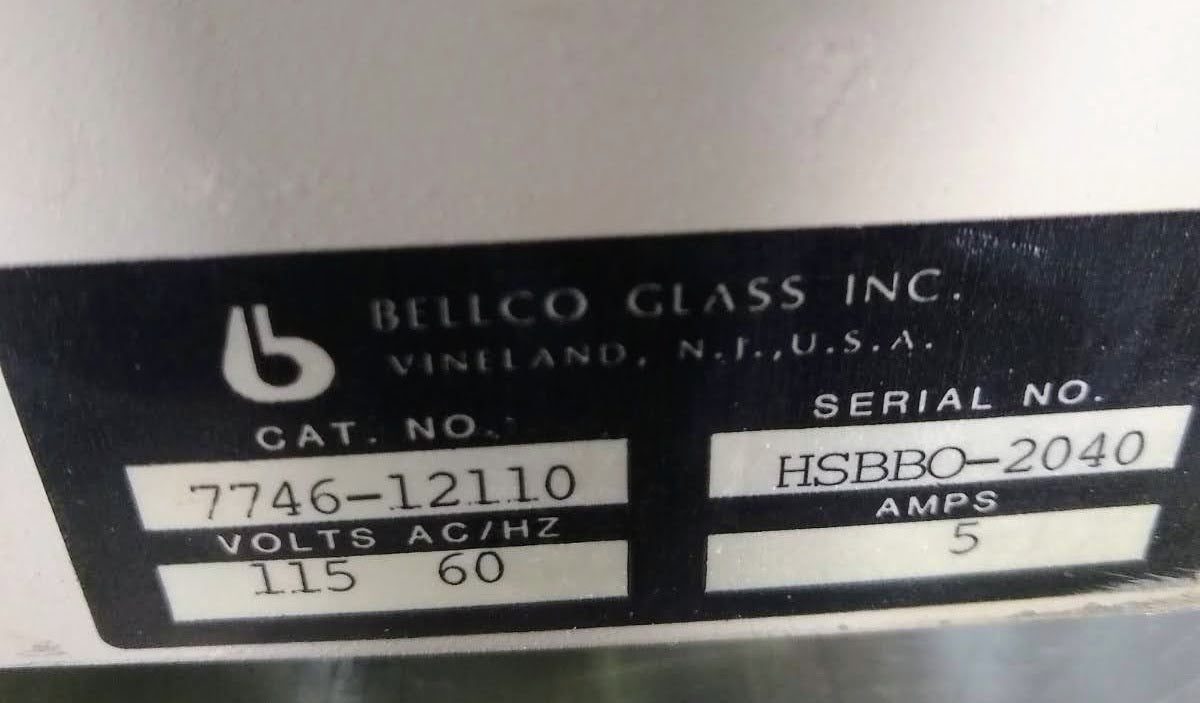 BELLCO GLASS INC.
VINELAND, N.J.,U.S.A.
CAT. NO.
7746-12110
SERIAL NO.
HSBBO-2040
VOLTS AC/HZ
115 60
AMPS
5